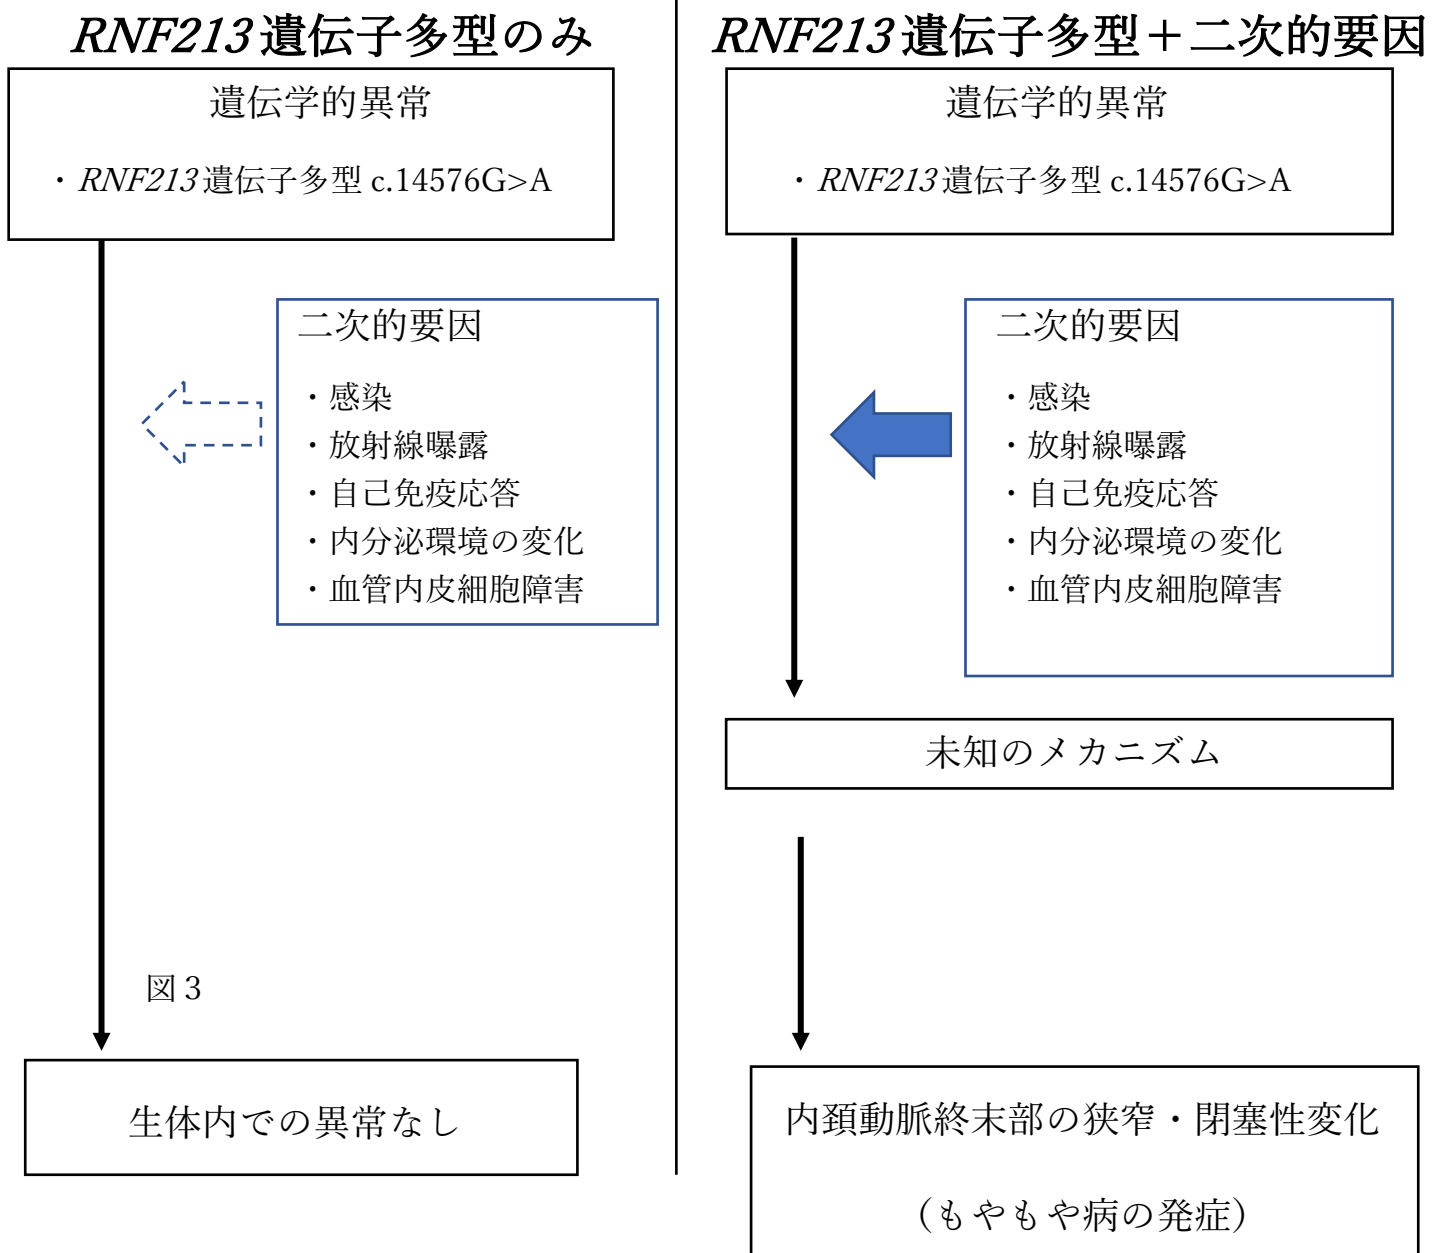 RNF213遺伝子多型のみ
遺伝学的異常
・RNF213遺伝子多型 c.14576G>A
二次的要因
・感染
・放射線曝露
・自己免疫応答
・内分泌環境の変化
・血管内皮細胞障害
図3
生体内での異常なし
RNF213遺伝子多型＋二次的要因
遺伝学的異常
・RNF213遺伝子多型 c.14576G>A
二次的要因
・感染
・放射線曝露
・自己免疫応答
・内分泌環境の変化
・血管内皮細胞障害
未知のメカニズム
内頚動脈終末部の狭窄・閉塞性変化
（もやもや病の発症）